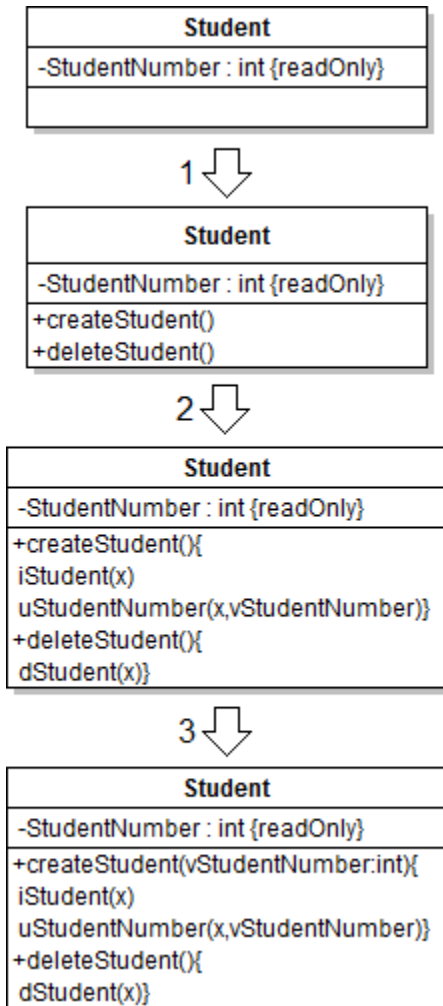 Student
-StudentNumber : int {readOnly}
1
Student
-StudentNumber : int {readOnly}
+createStudent()
+deleteStudent()
2
Student
-StudentNumber : int {readOnly}
+createStudent(){
iStudent(x)
uStudentNumber(x,vStudentNumber)}
+deleteStudent(){
dStudent(x)}
3
Student
-StudentNumber : int {readOnly}
+createStudent(vStudentNumber:int){
iStudent(x)
uStudentNumber(x,vStudentNumber)}
+deleteStudent(){
dStudent(x)}